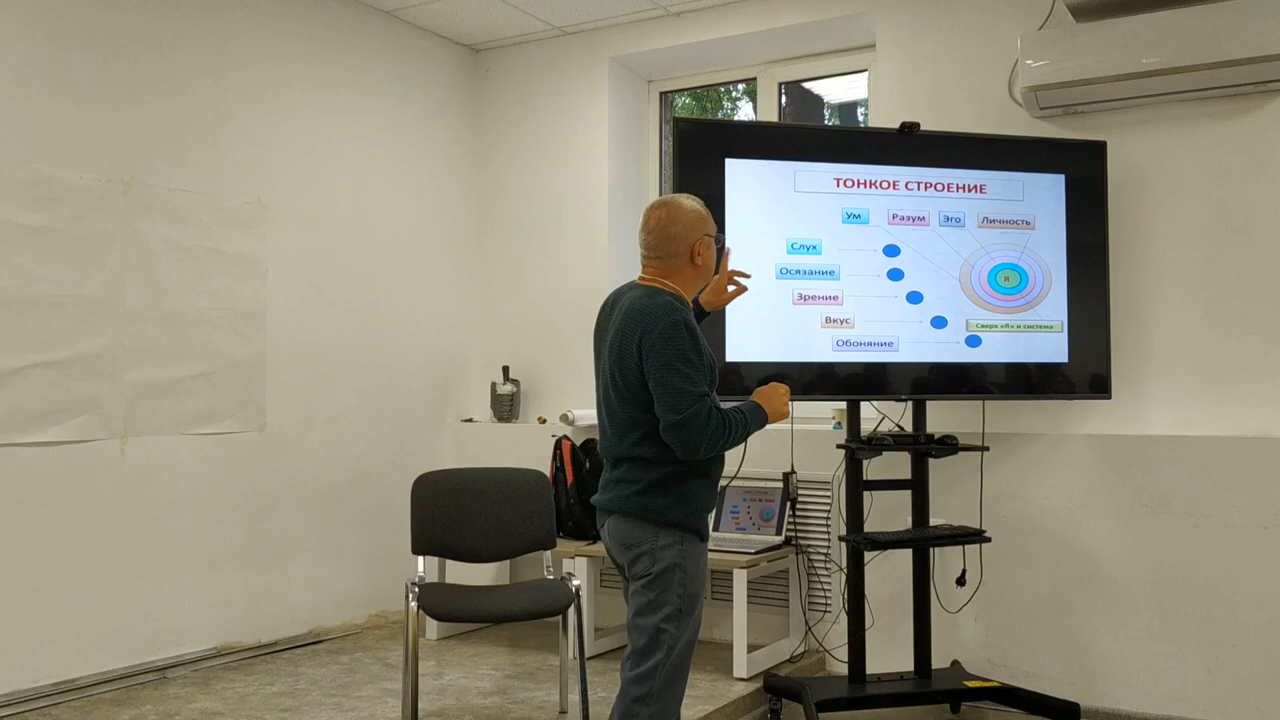 ТОНКОЕ СТРОЕНИЕ
Ум
Разум
Эго
Личность
Слух
Осязание
Зрение
Вкус
Обоняние
Я
Сверх «Я» и система